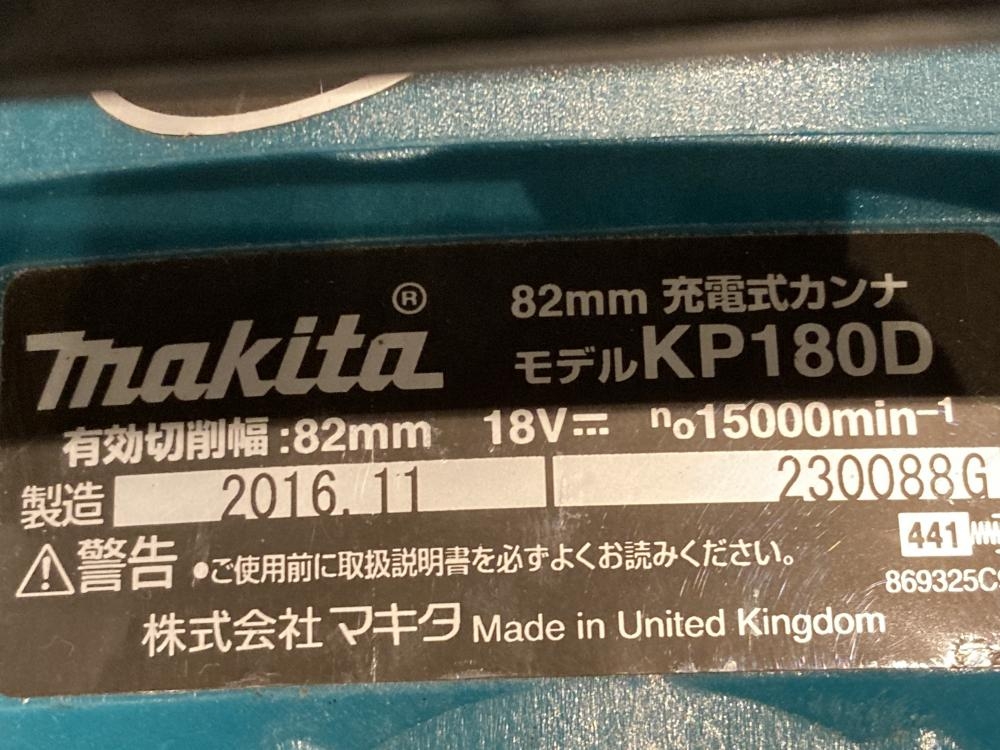 makita®
82mm 充電式カンナ
モデルKP180D
有効切削幅:82mm 18V n₀15000min⁻¹
製造 2016.11 230088G
警告 •ご使用前に取扱説明書を必ずよくお読みください。
441
869325C
株式会社マキタ Made in United Kingdom